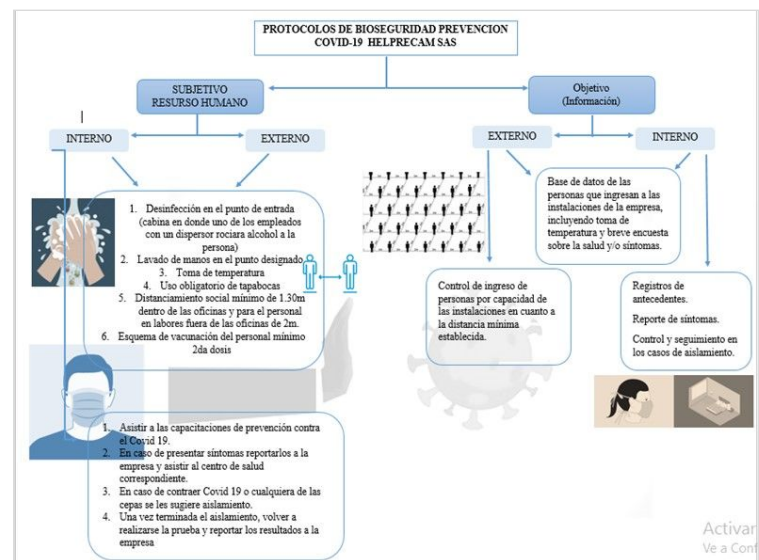 PROTOCOLOS DE BIOSEGURIDAD PREVENCION
COVID-19 HELPRECAM SAS
SUBJETIVO
RESURSO HUMANO
Objetivo
(Información)
INTERNO
EXTERNO
EXTERNO
INTERNO
1. Desinfección en el punto de entrada
(cabina en donde uno de los empleados
con un dispersor rociara alcohol a la
persona)
2. Lavado de manos en el punto designado
3. Toma de temperatura
4. Uso obligatorio de tapabocas
5. Distanciamiento social mínimo de 1.30m
dentro de las oficinas y para el personal
en labores fuera de las oficinas de 2m.
6. Esquema de vacunación del personal mínimo
2da dosis
Base de datos de las
personas que ingresan a las
instalaciones de la empresa,
incluyendo toma de
temperatura y breve encuesta
sobre la salud y/o síntomas.
Control de ingreso de
personas por capacidad de
las instalaciones en cuanto a
la distancia mínima
establecida.
Registros de
antecedentes.
Reporte de síntomas.
Control y seguimiento en
los casos de aislamiento.
1. Asistir a las capacitaciones de prevención contra
el Covid 19.
2. En caso de presentar síntomas reportarlos a la
empresa y asistir al centro de salud
correspondiente.
3. En caso de contraer Covid 19 o cualquiera de las
cepas se les sugiere aislamiento.
4. Una vez terminada el aislamiento, volver a
realizarse la prueba y reportar los resultados a la
empresa
Activar
Ve a Conf